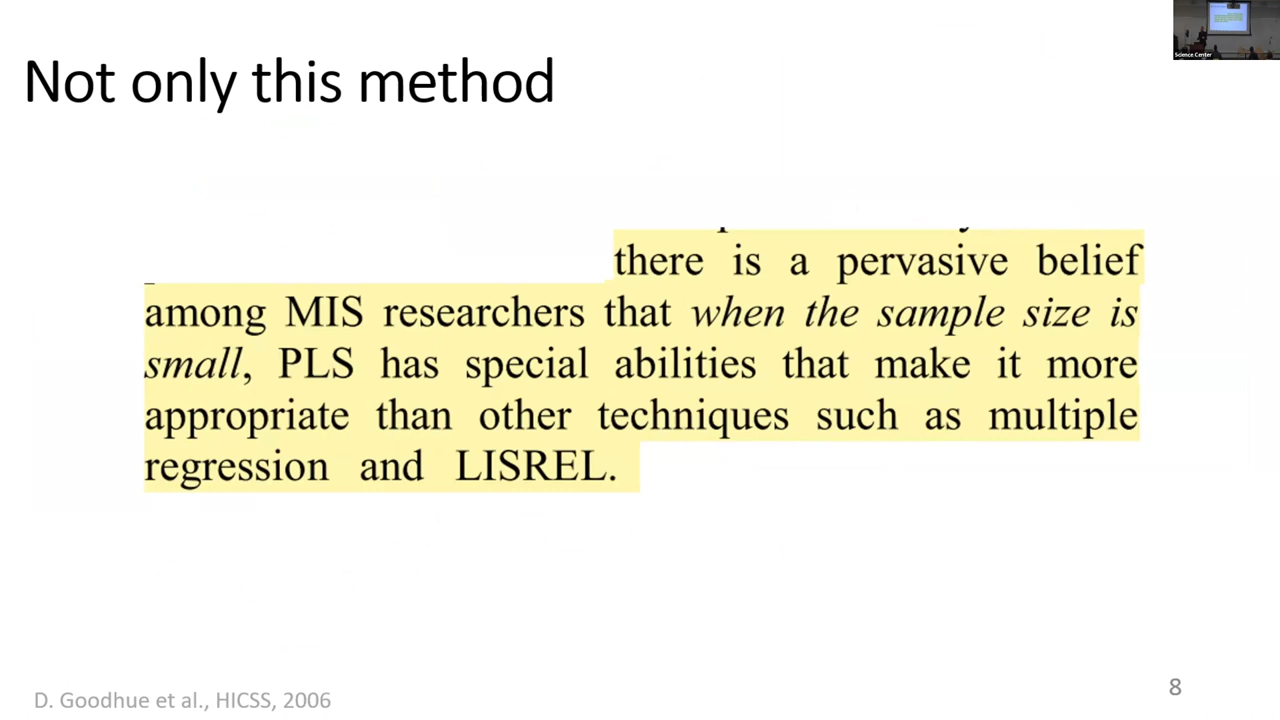 Science Center
Not only this method
there is a pervasive belief
among MIS researchers that when the sample size is
small, PLS has special abilities that make it more
appropriate than other techniques such as multiple
regression and LISREL.
D. Goodhue et al., HICSS, 2006
8